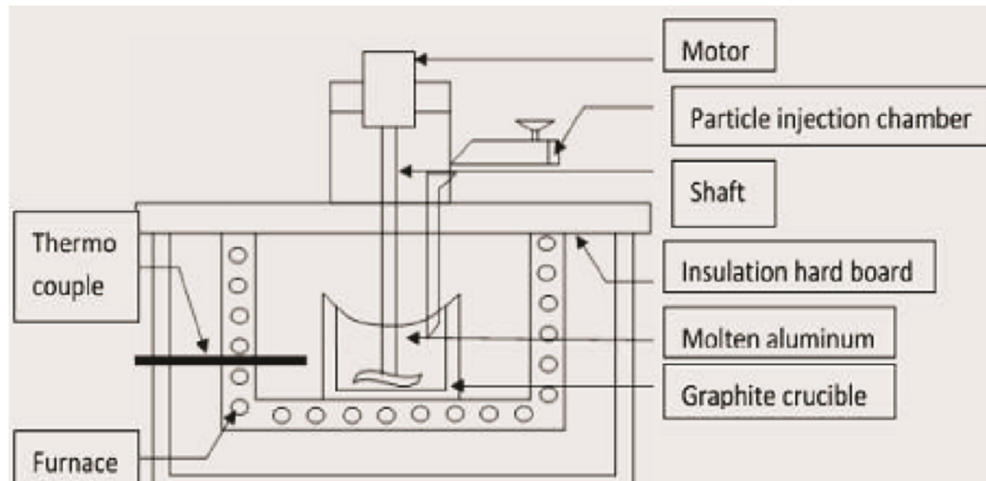 Motor
Particle injection chamber
Shaft
Thermo
couple
Insulation hard board
Molten aluminum
Graphite crucible
Furnace